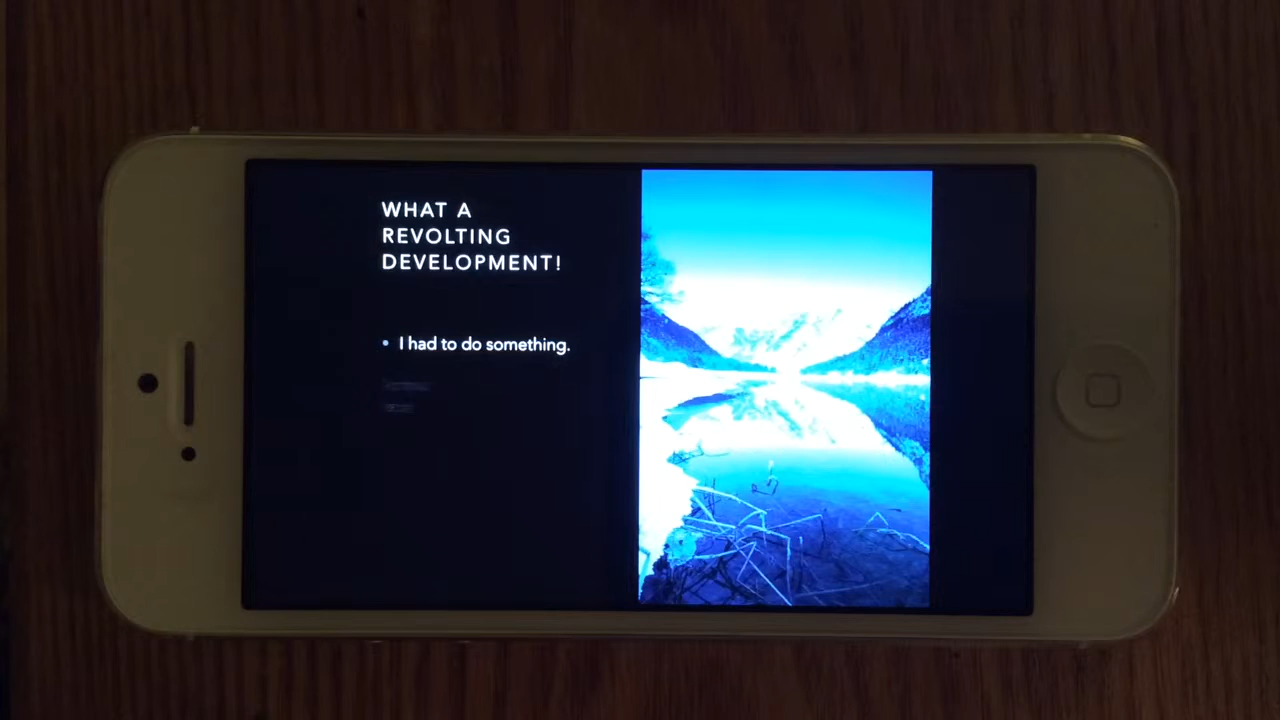 WHAT A
REVOLTING
DEVELOPMENT!
• I had to do something.